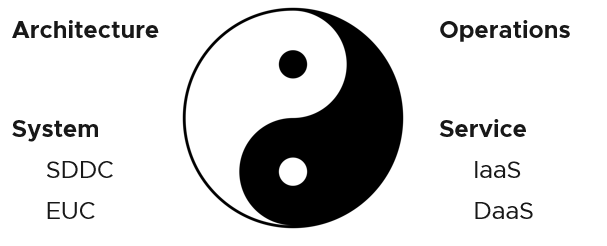 Architecture
System
SDDC
EUC
Operations
Service
IaaS
DaaS